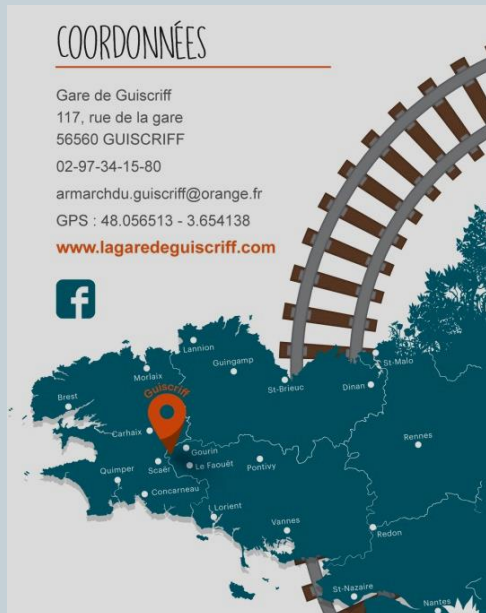 COORDONNÉES
Gare de Guiscriff
117, rue de la gare
56560 GUISCRIFF
02-97-34-15-80
armarchdu.guiscriff@orange.fr
GPS : 48.056513 - 3.654138
www.lagaredeguiscriff.com
f
Lannion
Guingamp
St-Malo
Morlaix
St-Brieuc
Dinan
Brest
Guiscriff
Carhaix
Rennes
Gourin
Scaër
Le Faouët
Pontivy
Quimper
Concarneau
Lorient
Vannes
Redon
St-Nazaire
Nantes